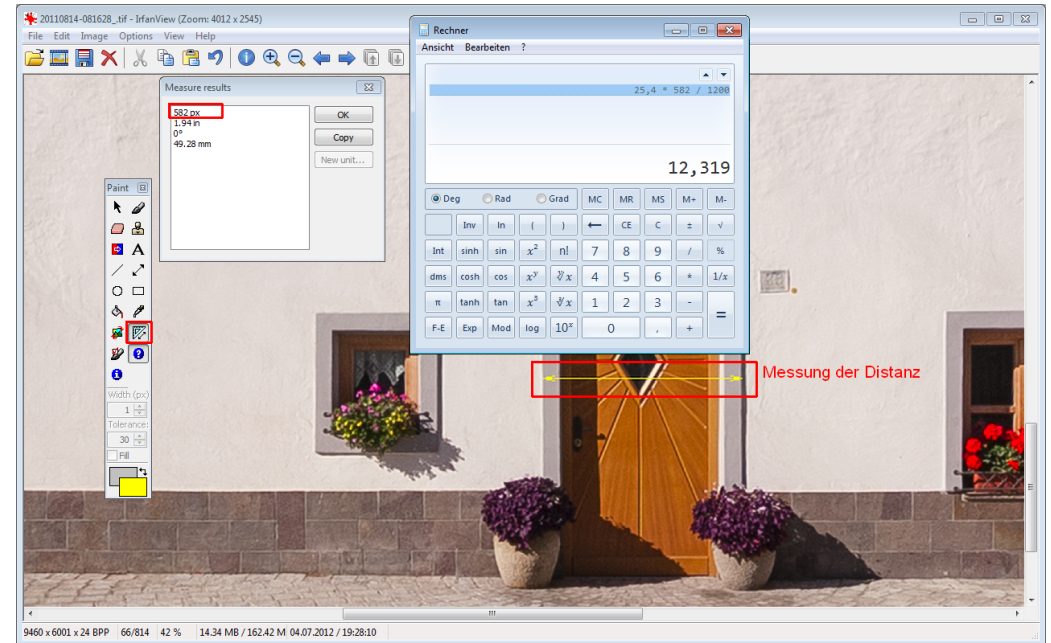 20110814-081628_.tif - IrfanView (Zoom: 4012 x 2545)
File Edit Image Options View Help
Measure results
582 px
1.94 in
0°
49.28 mm
OK
Copy
New unit...
Rechner
Ansicht Bearbeiten ?
25,4 * 582 / 1200
12,319
Deg Rad Grad MC MR MS M+ M-
Inv ln ( ) ← CE C ± √
Int sinh sin x² n! 7 8 9 / %
dms cosh cos xʸ ʸ√x 4 5 6 * 1/x
π tanh tan x³ ³√x 1 2 3 - =
F-E Exp Mod log 10ˣ 0 , +
Paint
A
Width (px)
1
Tolerance:
30
Fill
Messung der Distanz
9460 x 6001 x 24 BPP 66/814 42 % 14.34 MB / 162.42 M 04.07.2012 / 19:28:10